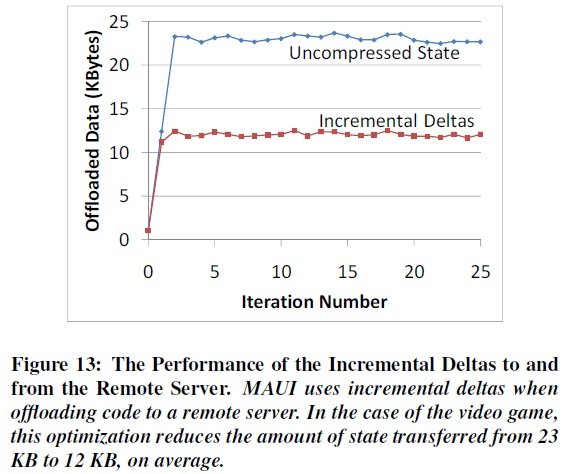 25
20
15
10
5
0
Offloaded Data (KBytes)
Uncompressed State
Incremental Deltas
0 5 10 15 20 25
Iteration Number
Figure 13: The Performance of the Incremental Deltas to and
from the Remote Server. MAUI uses incremental deltas when
offloading code to a remote server. In the case of the video game,
this optimization reduces the amount of state transferred from 23
KB to 12 KB, on average.